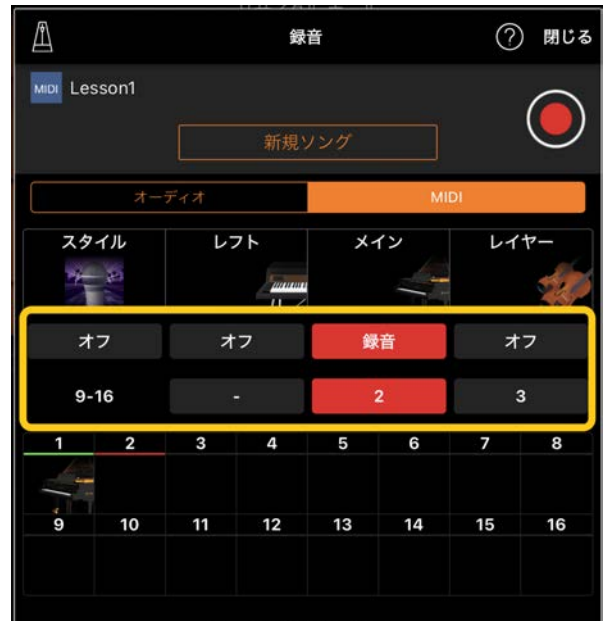 録音
? 閉じる
MIDI Lesson1
新規ソング
オーディオ MIDI
スタイル レフト メイン レイヤー
オフ オフ 録音 オフ
9-16 - 2 3
1 2 3 4 5 6 7 8
9 10 11 12 13 14 15 16